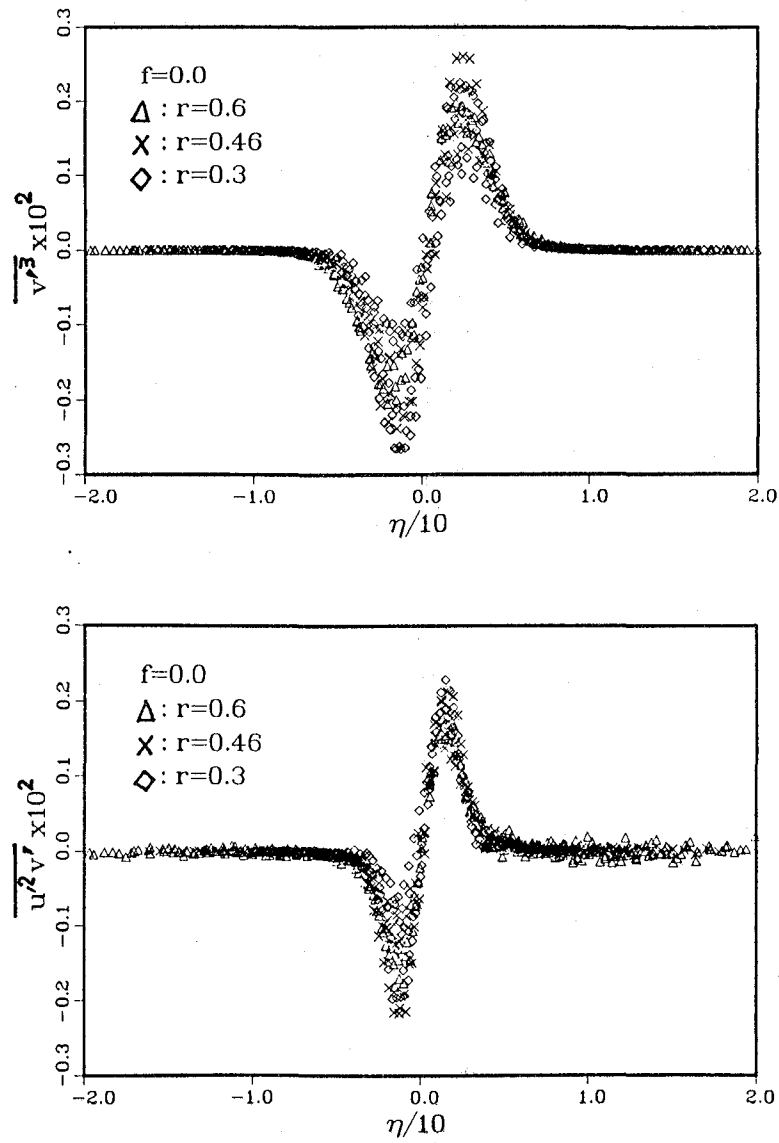 0.3
0.2
0.1
0.0
−0.1
−0.2
−0.3
v′³ x10²
f=0.0
△ : r=0.6
× : r=0.46
◇ : r=0.3
−2.0 −1.0 0.0 1.0 2.0
η/10
0.3
0.2
0.1
0.0
−0.1
−0.2
−0.3
u′²v′ x10²
f=0.0
△ : r=0.6
× : r=0.46
◇ : r=0.3
−2.0 −1.0 0.0 1.0 2.0
η/10